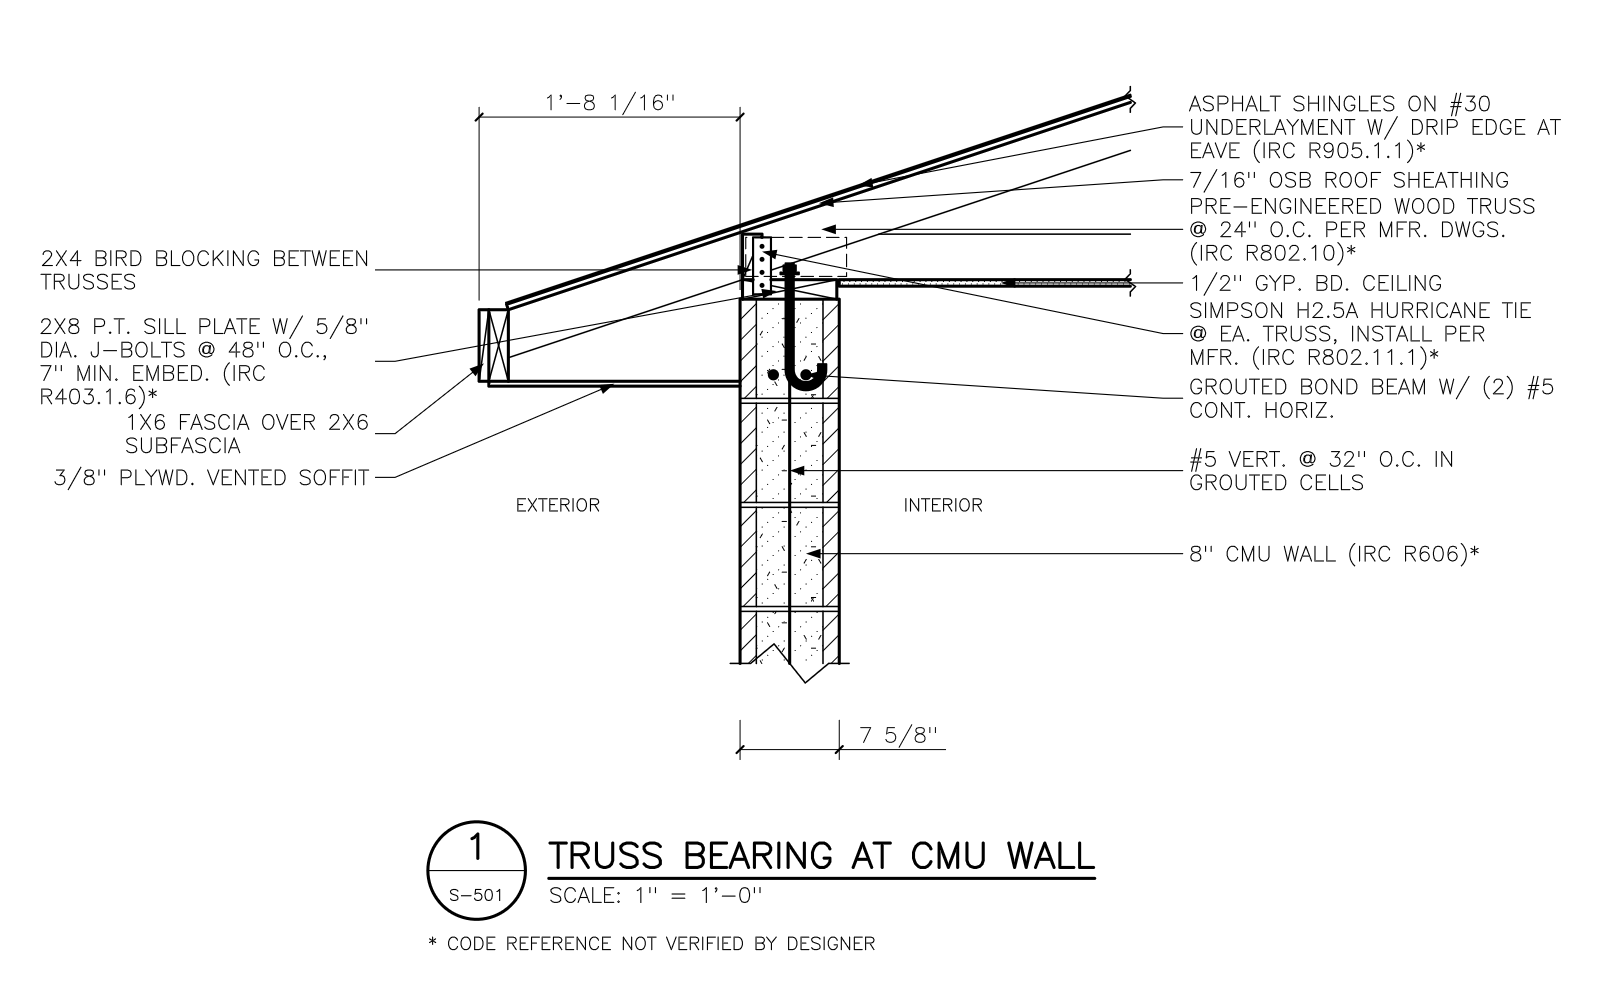 1'-8 1/16"
ASPHALT SHINGLES ON #30
UNDERLAYMENT W/ DRIP EDGE AT
EAVE (IRC R905.1.1)*
7/16" OSB ROOF SHEATHING
PRE-ENGINEERED WOOD TRUSS
@ 24" O.C. PER MFR. DWGS.
(IRC R802.10)*
1/2" GYP. BD. CEILING
SIMPSON H2.5A HURRICANE TIE
@ EA. TRUSS, INSTALL PER
MFR. (IRC R802.11.1)*
GROUTED BOND BEAM W/ (2) #5
CONT. HORIZ.
#5 VERT. @ 32" O.C. IN
GROUTED CELLS
8" CMU WALL (IRC R606)*
2X4 BIRD BLOCKING BETWEEN
TRUSSES
2X8 P.T. SILL PLATE W/ 5/8"
DIA. J-BOLTS @ 48" O.C.,
7" MIN. EMBED. (IRC
R403.1.6)*
1X6 FASCIA OVER 2X6
SUBFASCIA
3/8" PLYWD. VENTED SOFFIT
EXTERIOR
INTERIOR
7 5/8"
1
S-501
TRUSS BEARING AT CMU WALL
SCALE: 1" = 1'-0"
* CODE REFERENCE NOT VERIFIED BY DESIGNER